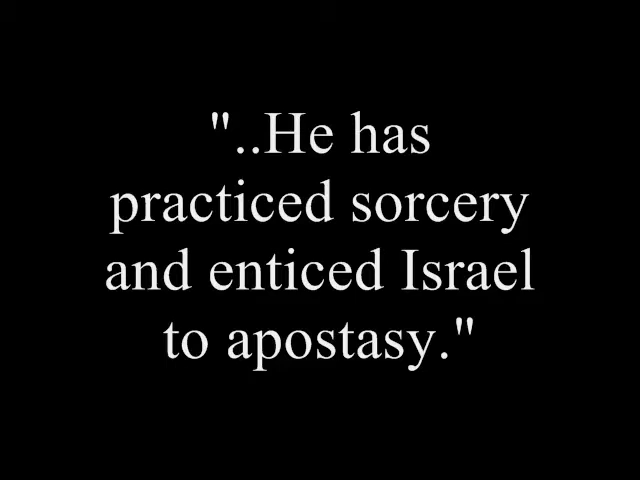 "..He has
practiced sorcery
and enticed Israel
to apostasy."